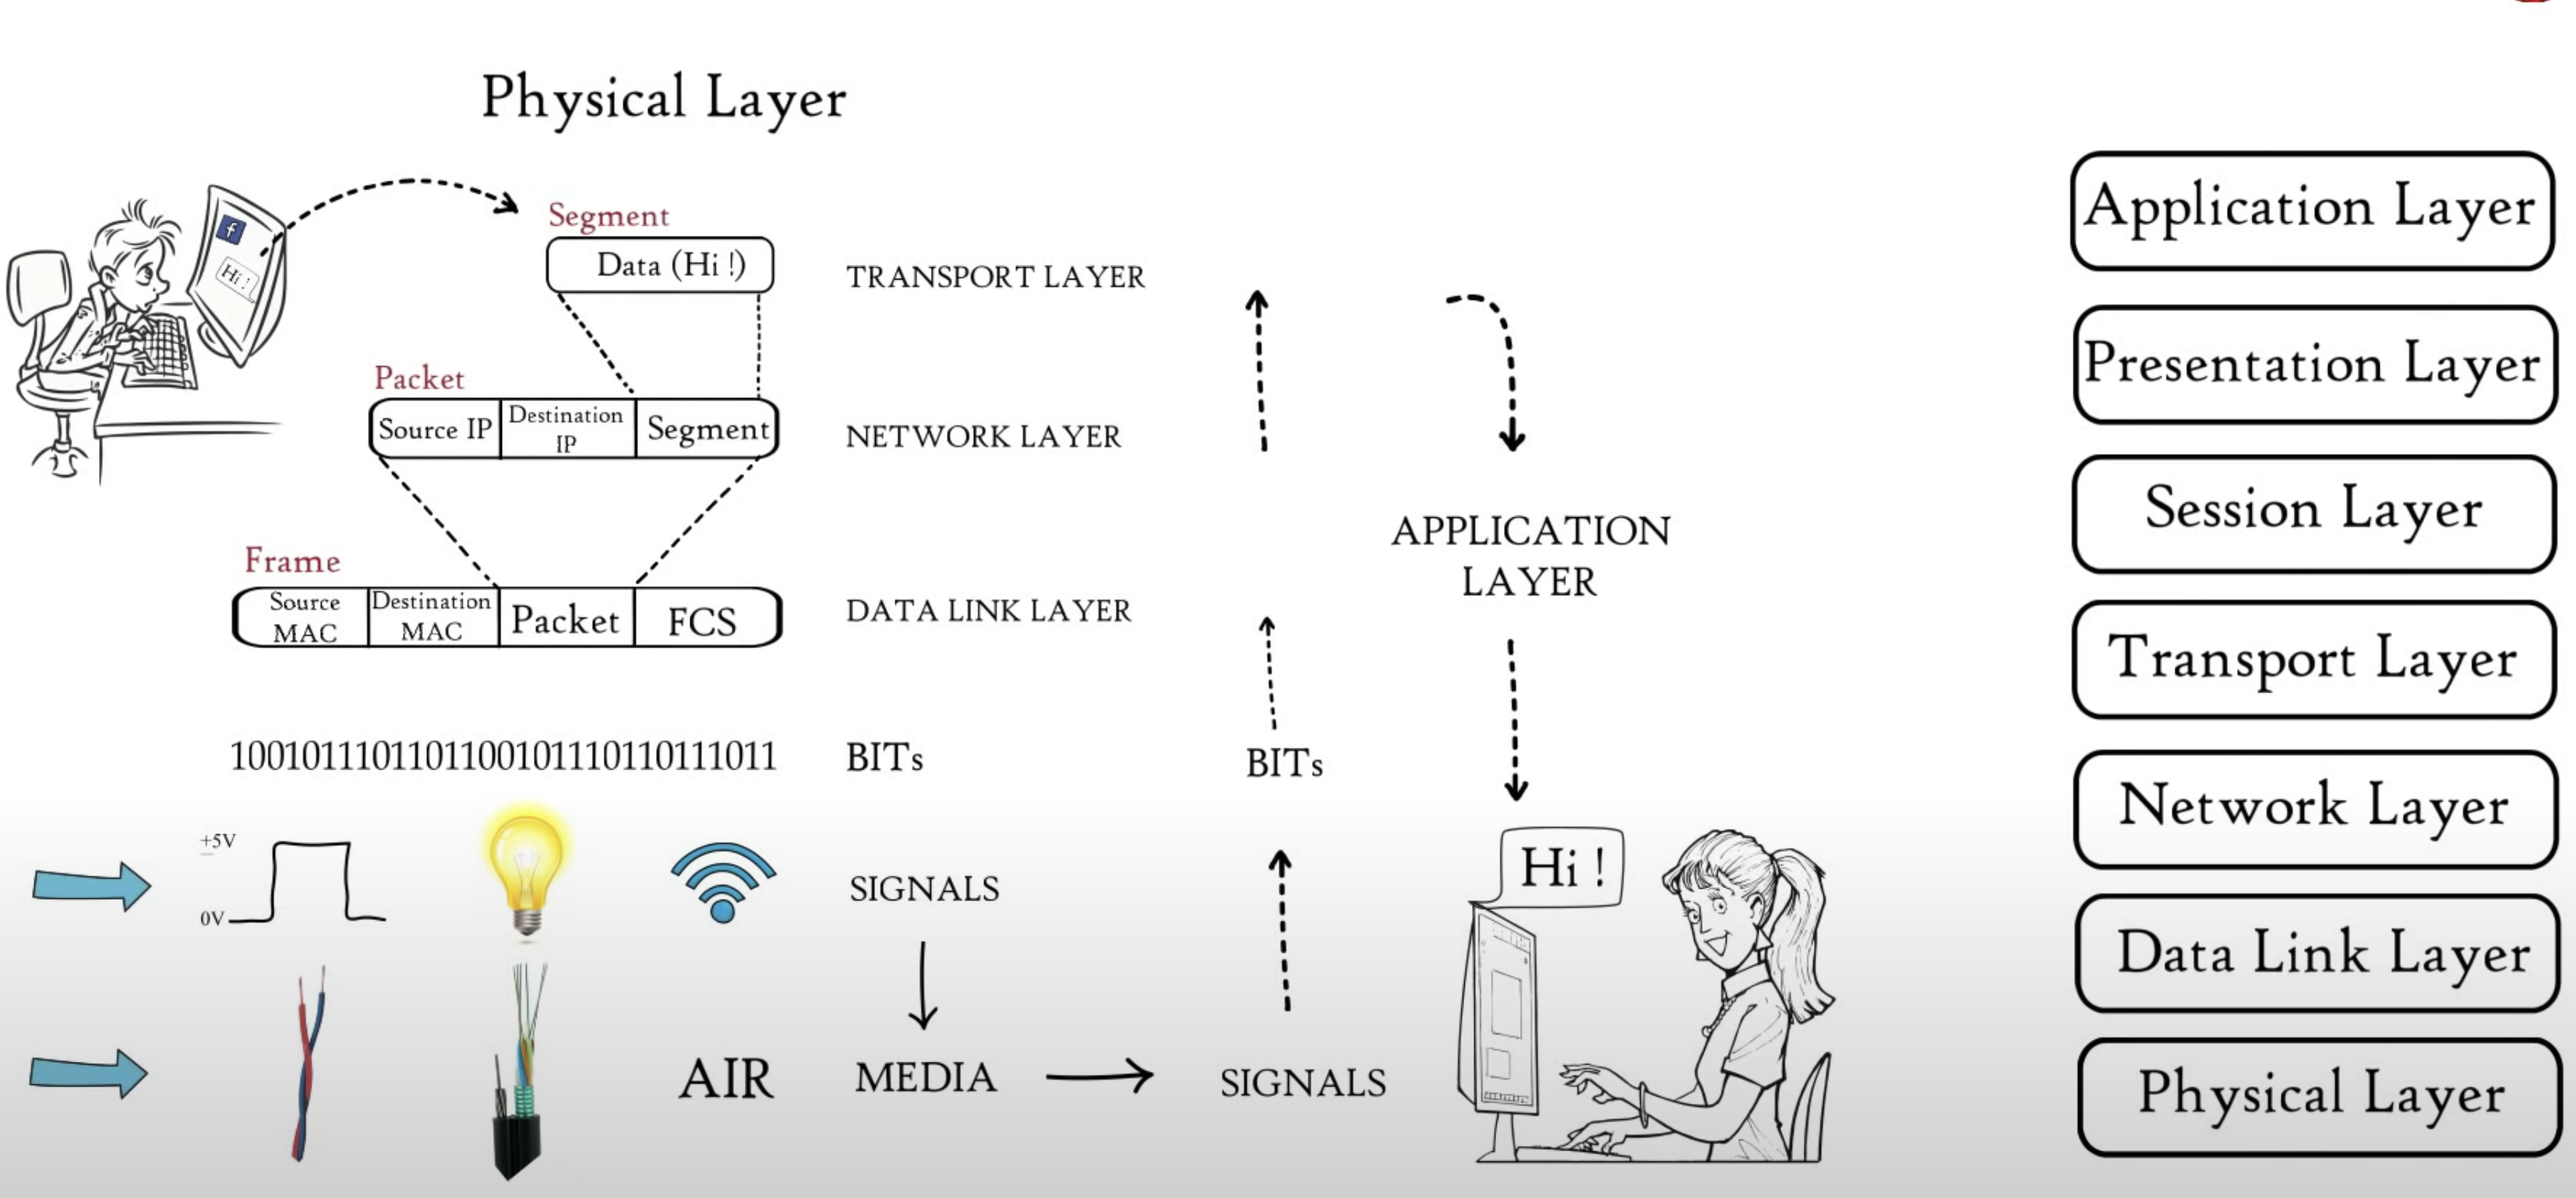 Physical Layer
f
Hi !
Segment
Data (Hi !)
TRANSPORT LAYER
Packet
Source IP
Destination
IP
Segment
NETWORK LAYER
Frame
Source
MAC
Destination
MAC
Packet
FCS
DATA LINK LAYER
1001011101101100101110110111011
BITs
+5V
0V
SIGNALS
AIR
MEDIA
SIGNALS
BITs
APPLICATION
LAYER
Hi !
Application Layer
Presentation Layer
Session Layer
Transport Layer
Network Layer
Data Link Layer
Physical Layer